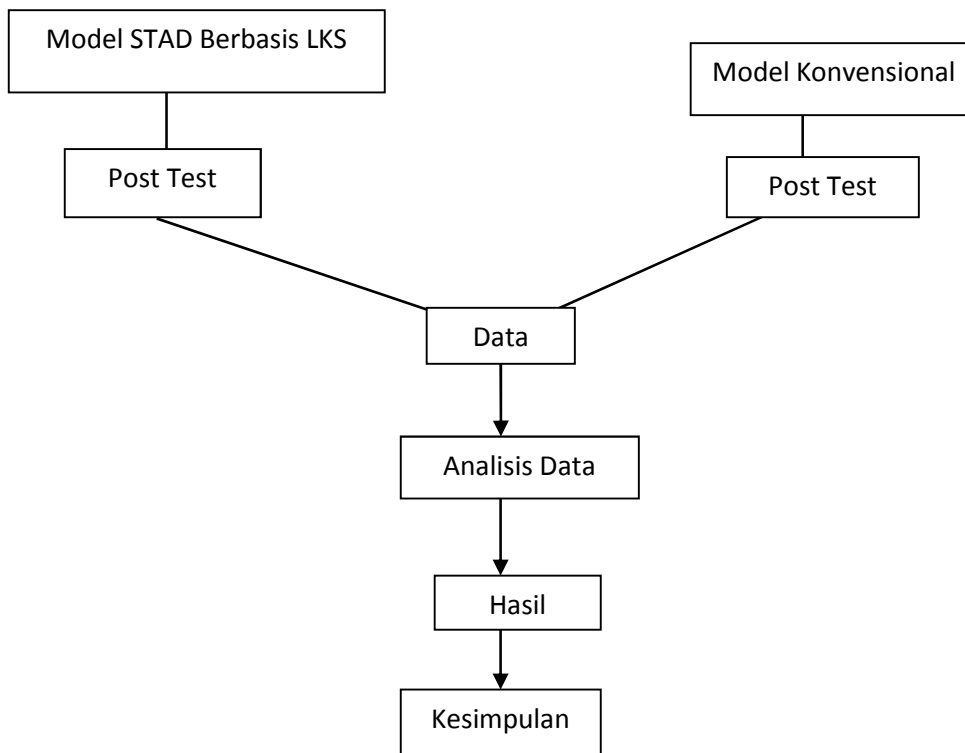 Model STAD Berbasis LKS
Model Konvensional
Post Test
Post Test
Data
Analisis Data
Hasil
Kesimpulan